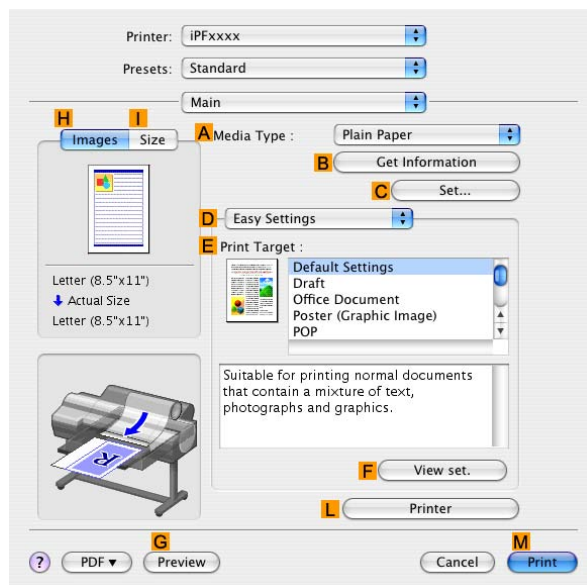 Printer: iPFxxxx
Presets: Standard
Main
H I
Images Size
A Media Type : Plain Paper
B Get Information
C Set...
D Easy Settings
E Print Target :
Default Settings
Draft
Office Document
Poster (Graphic Image)
POP
Letter (8.5"x11")
Actual Size
Letter (8.5"x11")
Suitable for printing normal documents
that contain a mixture of text,
photographs and graphics.
R
F View set.
L Printer
G M
? PDF▼ Preview Cancel Print